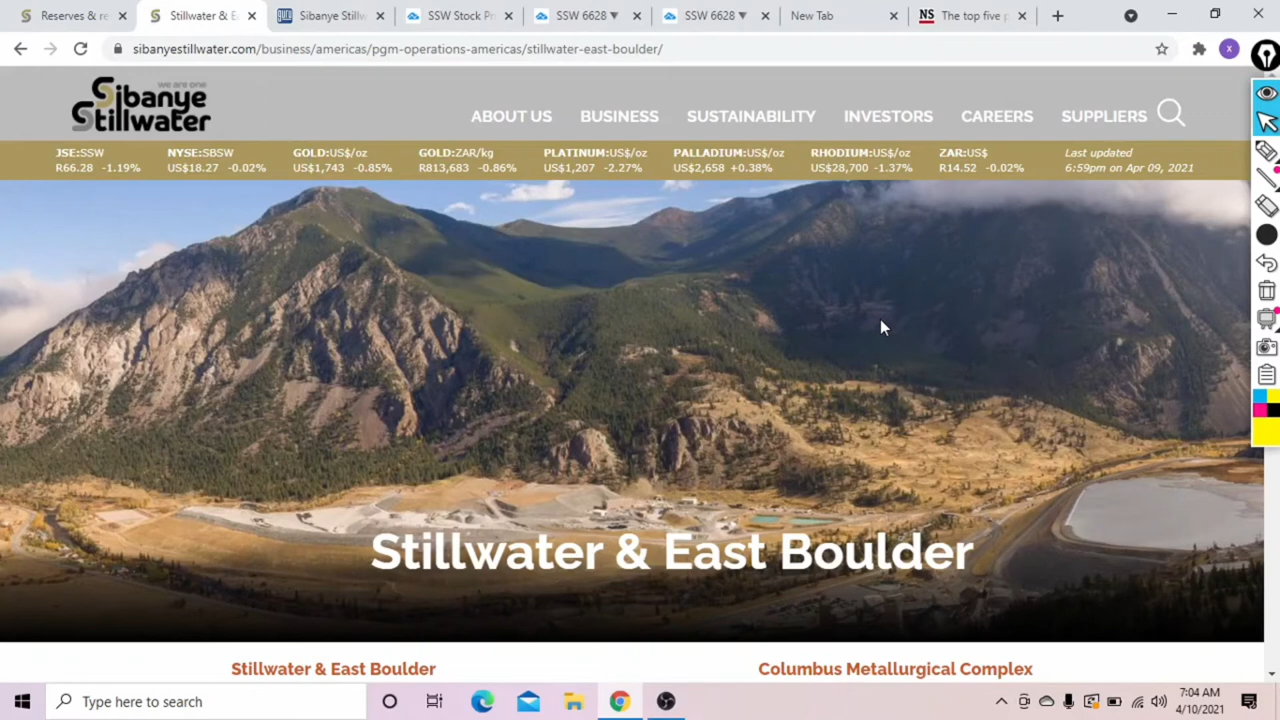 Reserves & re
Stillwater & E
Sibanye Stillw
SSW Stock Pr
SSW 6628 ▼
SSW 6628 ▼
New Tab
NS
The top five p
sibanyestillwater.com/business/americas/pgm-operations-americas/stillwater-east-boulder/
X
we are one
Sibanye
Stillwater
ABOUT US
BUSINESS
SUSTAINABILITY
INVESTORS
CAREERS
SUPPLIERS
JSE:SSW
R66.28 -1.19%
NYSE:SBSW
US$18.27 -0.02%
GOLD:US$/oz
US$1,743 -0.85%
GOLD:ZAR/kg
R813,683 -0.86%
PLATINUM:US$/oz
US$1,207 -2.27%
PALLADIUM:US$/oz
US$2,658 +0.38%
RHODIUM:US$/oz
US$28,700 -1.37%
ZAR:US$
R14.52 -0.02%
Last updated
6:59pm on Apr 09, 2021
Stillwater & East Boulder
Stillwater & East Boulder
Columbus Metallurgical Complex
Type here to search
7:04 AM
4/10/2021